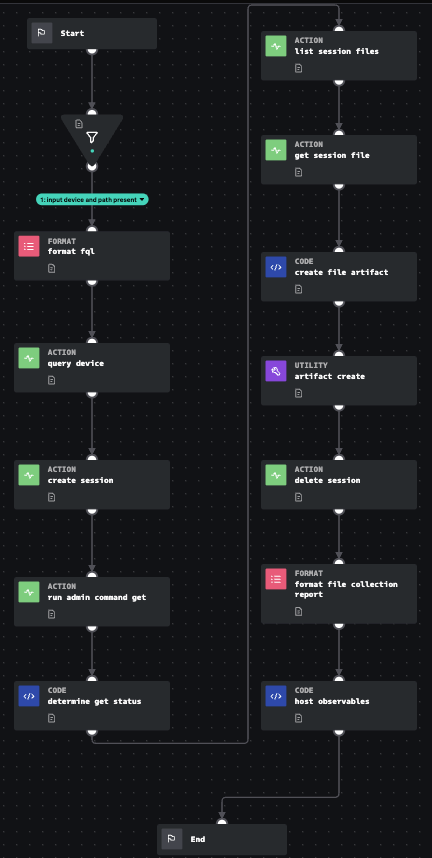 Start
1: input device and path present
FORMAT
format fql
ACTION
query device
ACTION
create session
ACTION
run admin command get
CODE
determine get status
ACTION
list session files
ACTION
get session file
CODE
create file artifact
UTILITY
artifact create
ACTION
delete session
FORMAT
format file collection
report
CODE
host observables
End